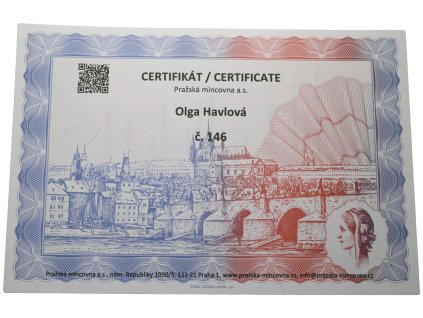 CERTIFIKÁT / CERTIFICATE
Pražská mincovna a.s.
Olga Havlová
č. 146
Pražská mincovna a.s., nám. Republiky 1090/5, 111 21 Praha 1, www.prazska-mincovna.cz, info@prazska-mincovna.cz